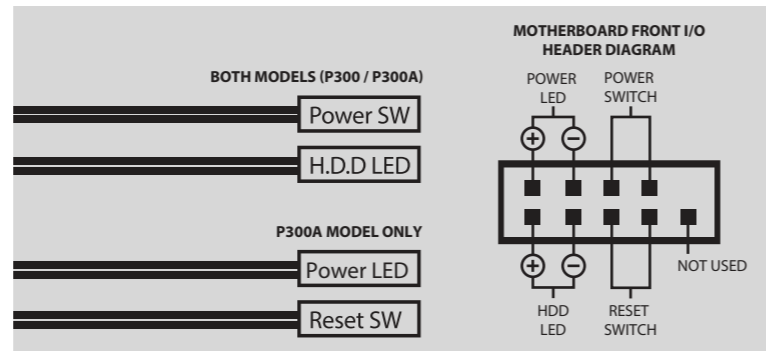 BOTH MODELS (P300 / P300A)
Power SW
H.D.D LED
P300A MODEL ONLY
Power LED
Reset SW
MOTHERBOARD FRONT I/O
HEADER DIAGRAM
POWER
LED
POWER
SWITCH
+
−
+
−
NOT USED
HDD
LED
RESET
SWITCH